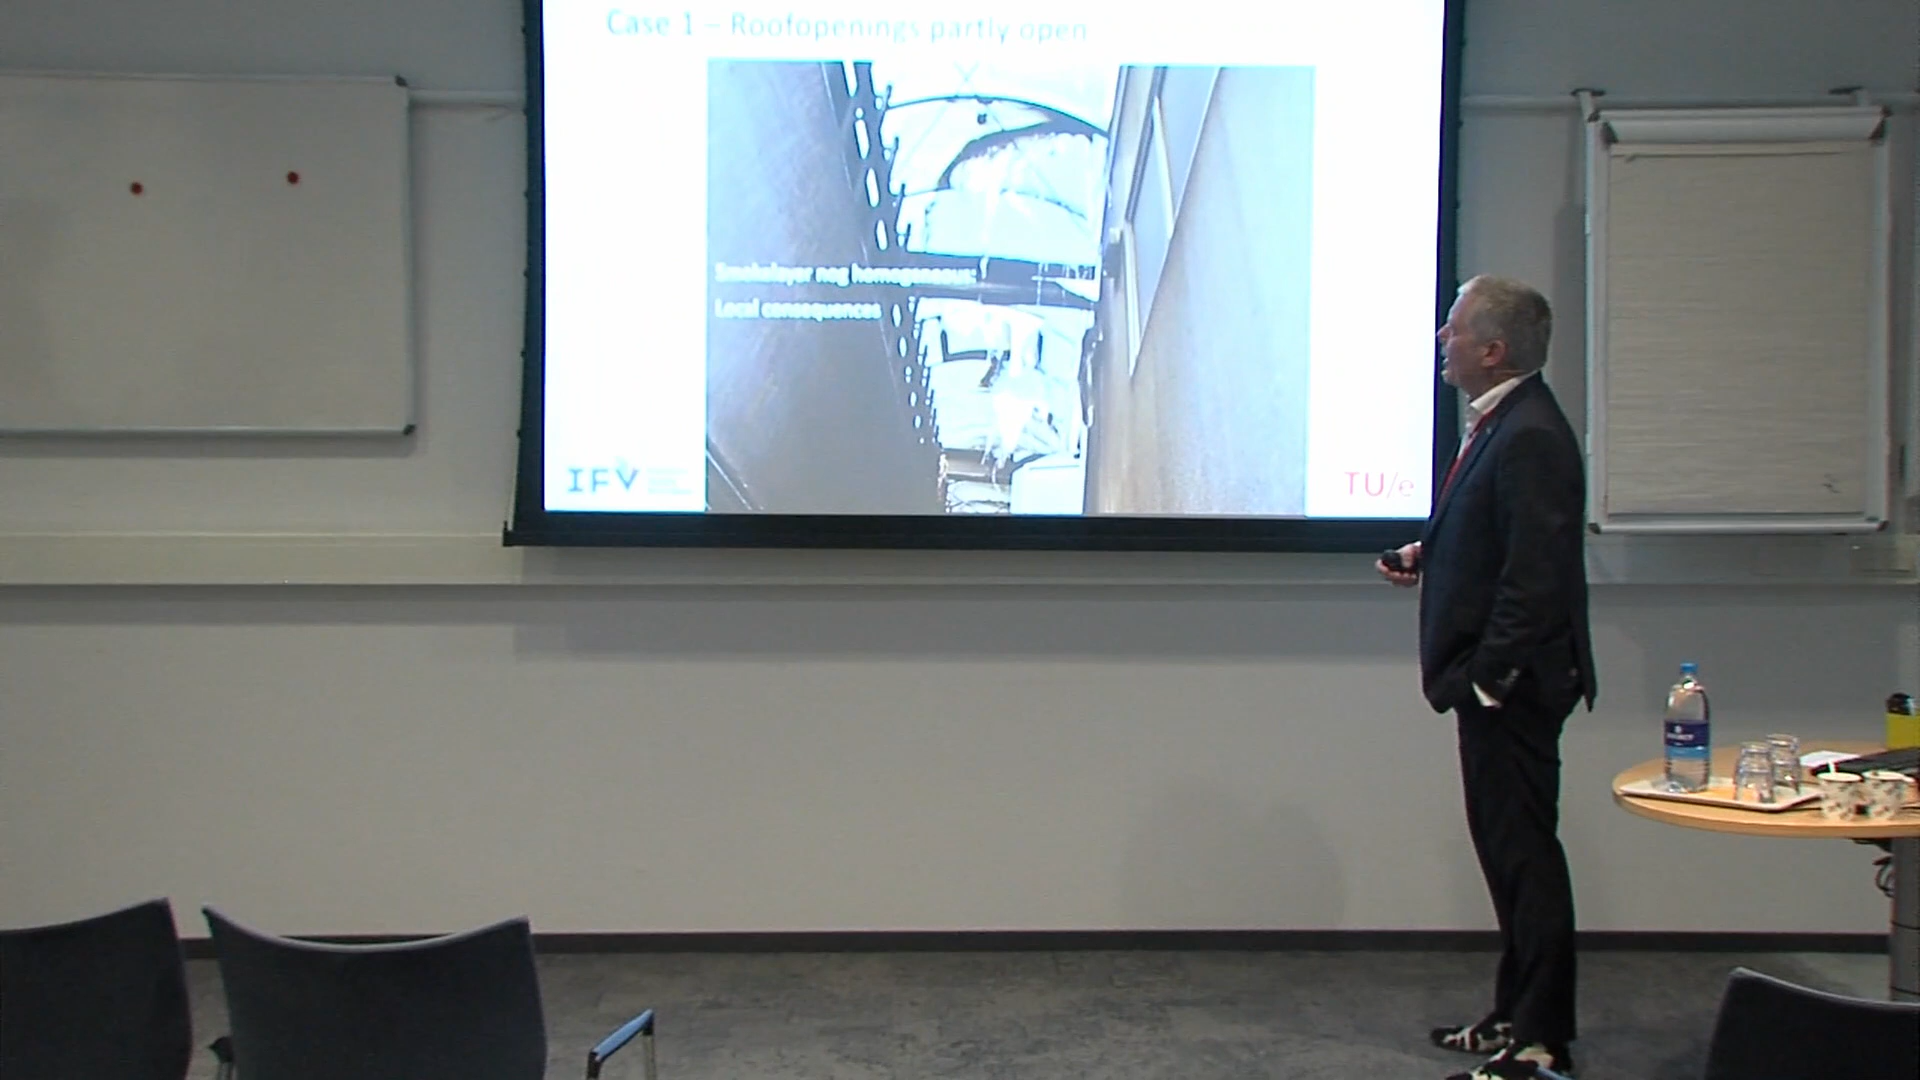 Case 1 – Roofopenings partly open
Smokelayer nog homogeneous:
Local consequences
IFV
TU/e